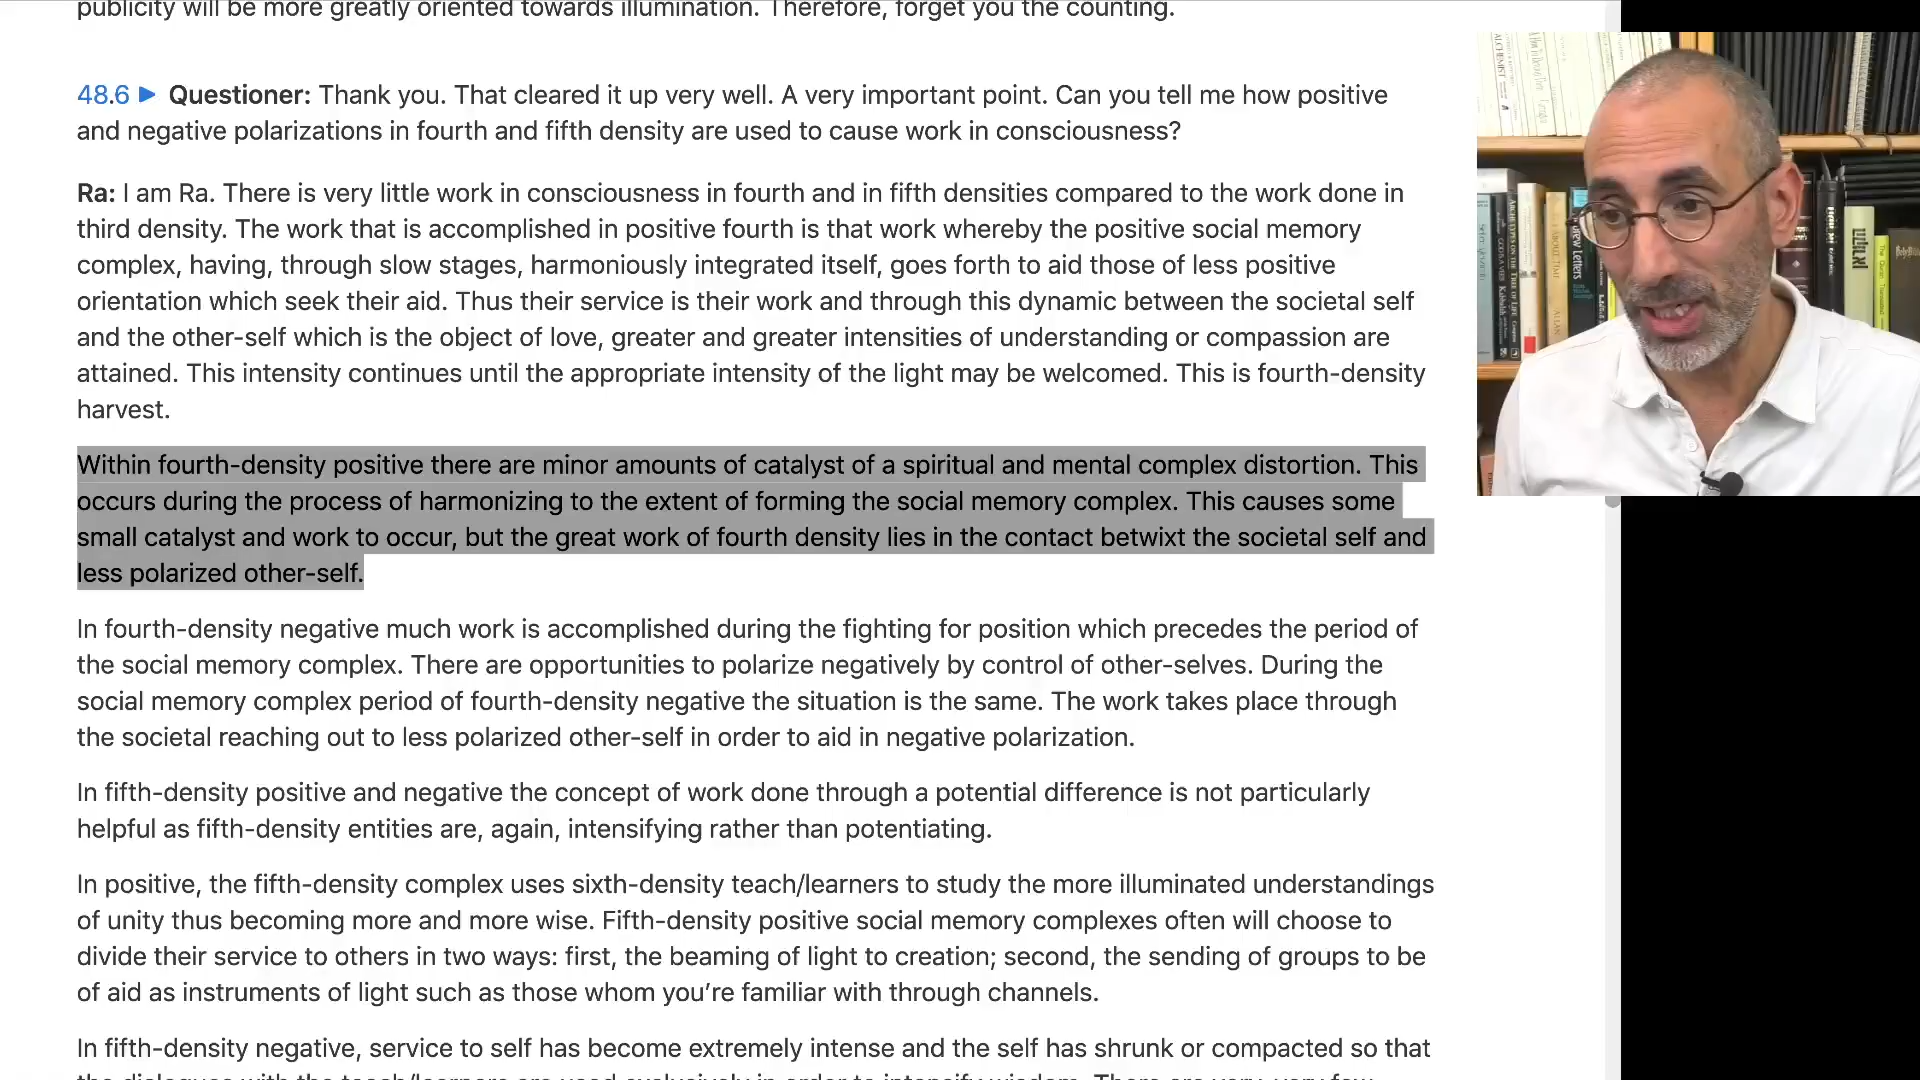 publicity will be more greatly oriented towards illumination. Therefore, forget you the counting.
48.6 ▶ Questioner: Thank you. That cleared it up very well. A very important point. Can you tell me how positive
and negative polarizations in fourth and fifth density are used to cause work in consciousness?
Ra: I am Ra. There is very little work in consciousness in fourth and in fifth densities compared to the work done in
third density. The work that is accomplished in positive fourth is that work whereby the positive social memory
complex, having, through slow stages, harmoniously integrated itself, goes forth to aid those of less positive
orientation which seek their aid. Thus their service is their work and through this dynamic between the societal self
and the other-self which is the object of love, greater and greater intensities of understanding or compassion are
attained. This intensity continues until the appropriate intensity of the light may be welcomed. This is fourth-density
harvest.
Within fourth-density positive there are minor amounts of catalyst of a spiritual and mental complex distortion. This
occurs during the process of harmonizing to the extent of forming the social memory complex. This causes some
small catalyst and work to occur, but the great work of fourth density lies in the contact betwixt the societal self and
less polarized other-self.
In fourth-density negative much work is accomplished during the fighting for position which precedes the period of
the social memory complex. There are opportunities to polarize negatively by control of other-selves. During the
social memory complex period of fourth-density negative the situation is the same. The work takes place through
the societal reaching out to less polarized other-self in order to aid in negative polarization.
In fifth-density positive and negative the concept of work done through a potential difference is not particularly
helpful as fifth-density entities are, again, intensifying rather than potentiating.
In positive, the fifth-density complex uses sixth-density teach/learners to study the more illuminated understandings
of unity thus becoming more and more wise. Fifth-density positive social memory complexes often will choose to
divide their service to others in two ways: first, the beaming of light to creation; second, the sending of groups to be
of aid as instruments of light such as those whom you're familiar with through channels.
In fifth-density negative, service to self has become extremely intense and the self has shrunk or compacted so that
ALCHEMIST